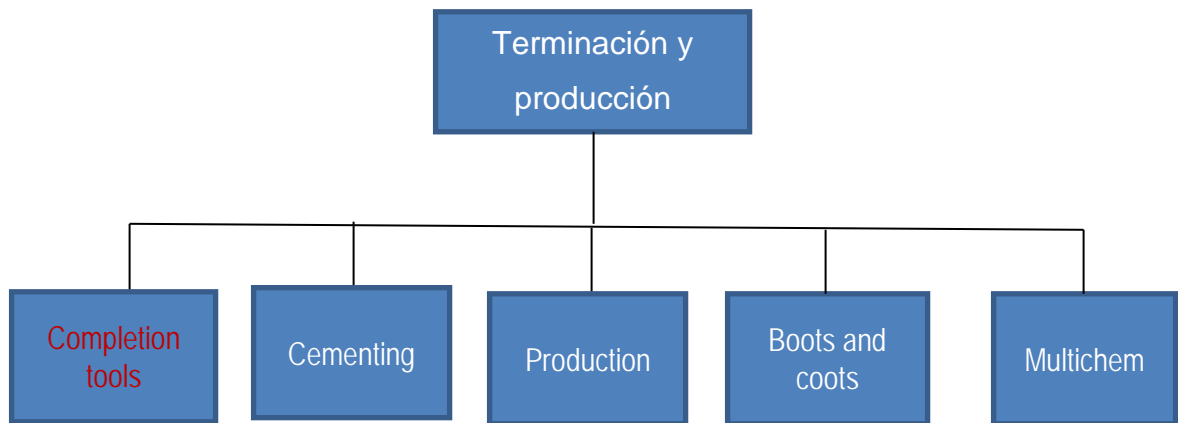 Terminación y
producción
Completion
tools
Cementing
Production
Boots and
coots
Multichem